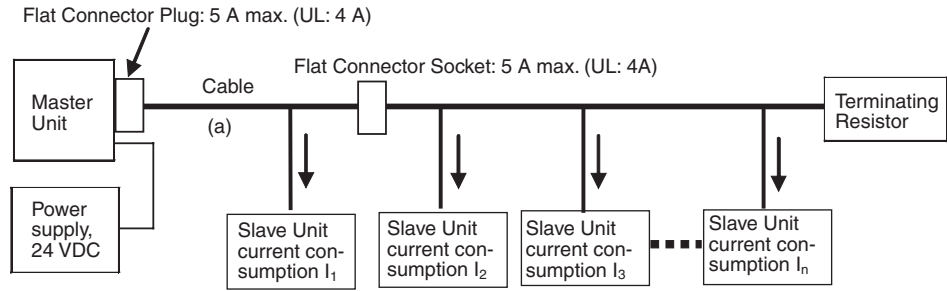 Flat Connector Plug: 5 A max. (UL: 4 A)
Flat Connector Socket: 5 A max. (UL: 4A)
Master
Unit
Cable
(a)
Terminating
Resistor
Power
supply,
24 VDC
Slave Unit
current con-
sumption I1
Slave Unit
current con-
sumption I2
Slave Unit
current con-
sumption I3
Slave Unit
current con-
sumption In